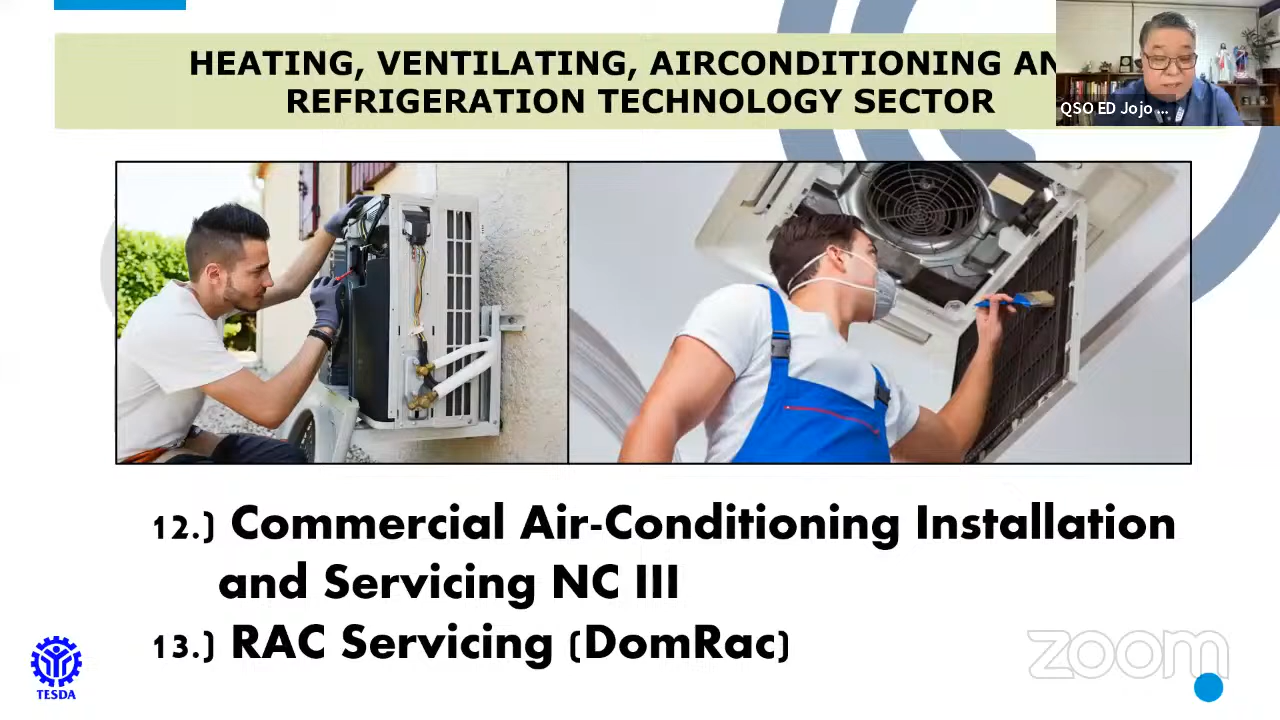 HEATING, VENTILATING, AIRCONDITIONING AN
REFRIGERATION TECHNOLOGY SECTOR
QSO ED Jojo ...
12.) Commercial Air-Conditioning Installation
and Servicing NC III
13.) RAC Servicing (DomRac)
TESDA
zoom